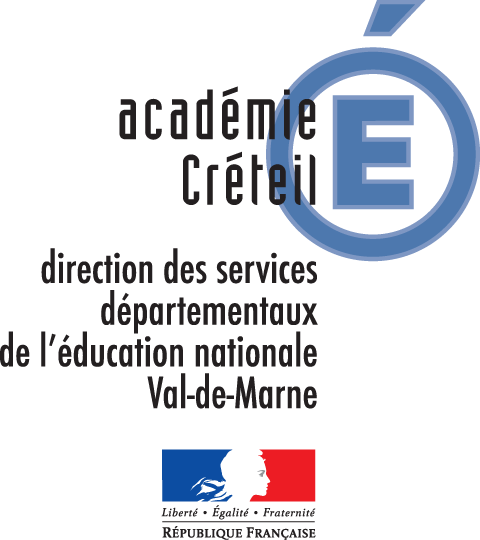 académie
Créteil
É
direction des services
départementaux
de l’éducation nationale
Val-de-Marne
Liberté • Égalité • Fraternité
RÉPUBLIQUE FRANÇAISE